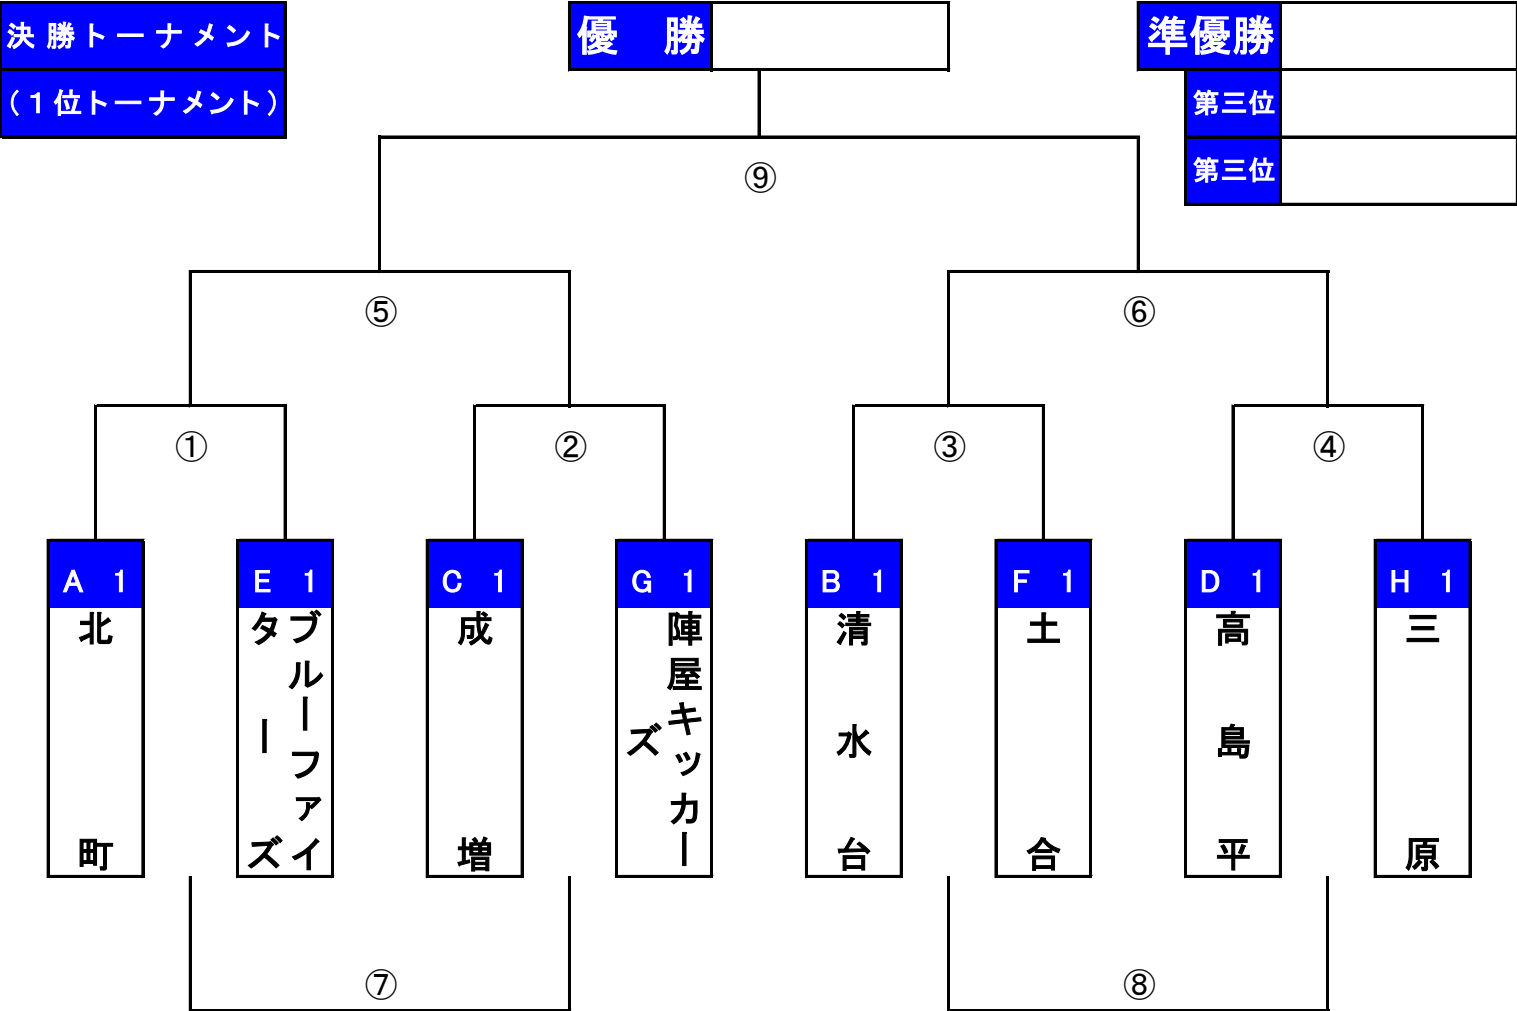 決勝トーナメント
(1位トーナメント)
優　勝
準優勝
第三位
第三位
⑨
⑤
⑥
①
②
③
④
A 1
E 1
C 1
G 1
B 1
F 1
D 1
H 1
北町
ブルーファイ
ターズ
成増
陣屋キッカー
ズ
清水台
土合
高島平
三原
⑦
⑧